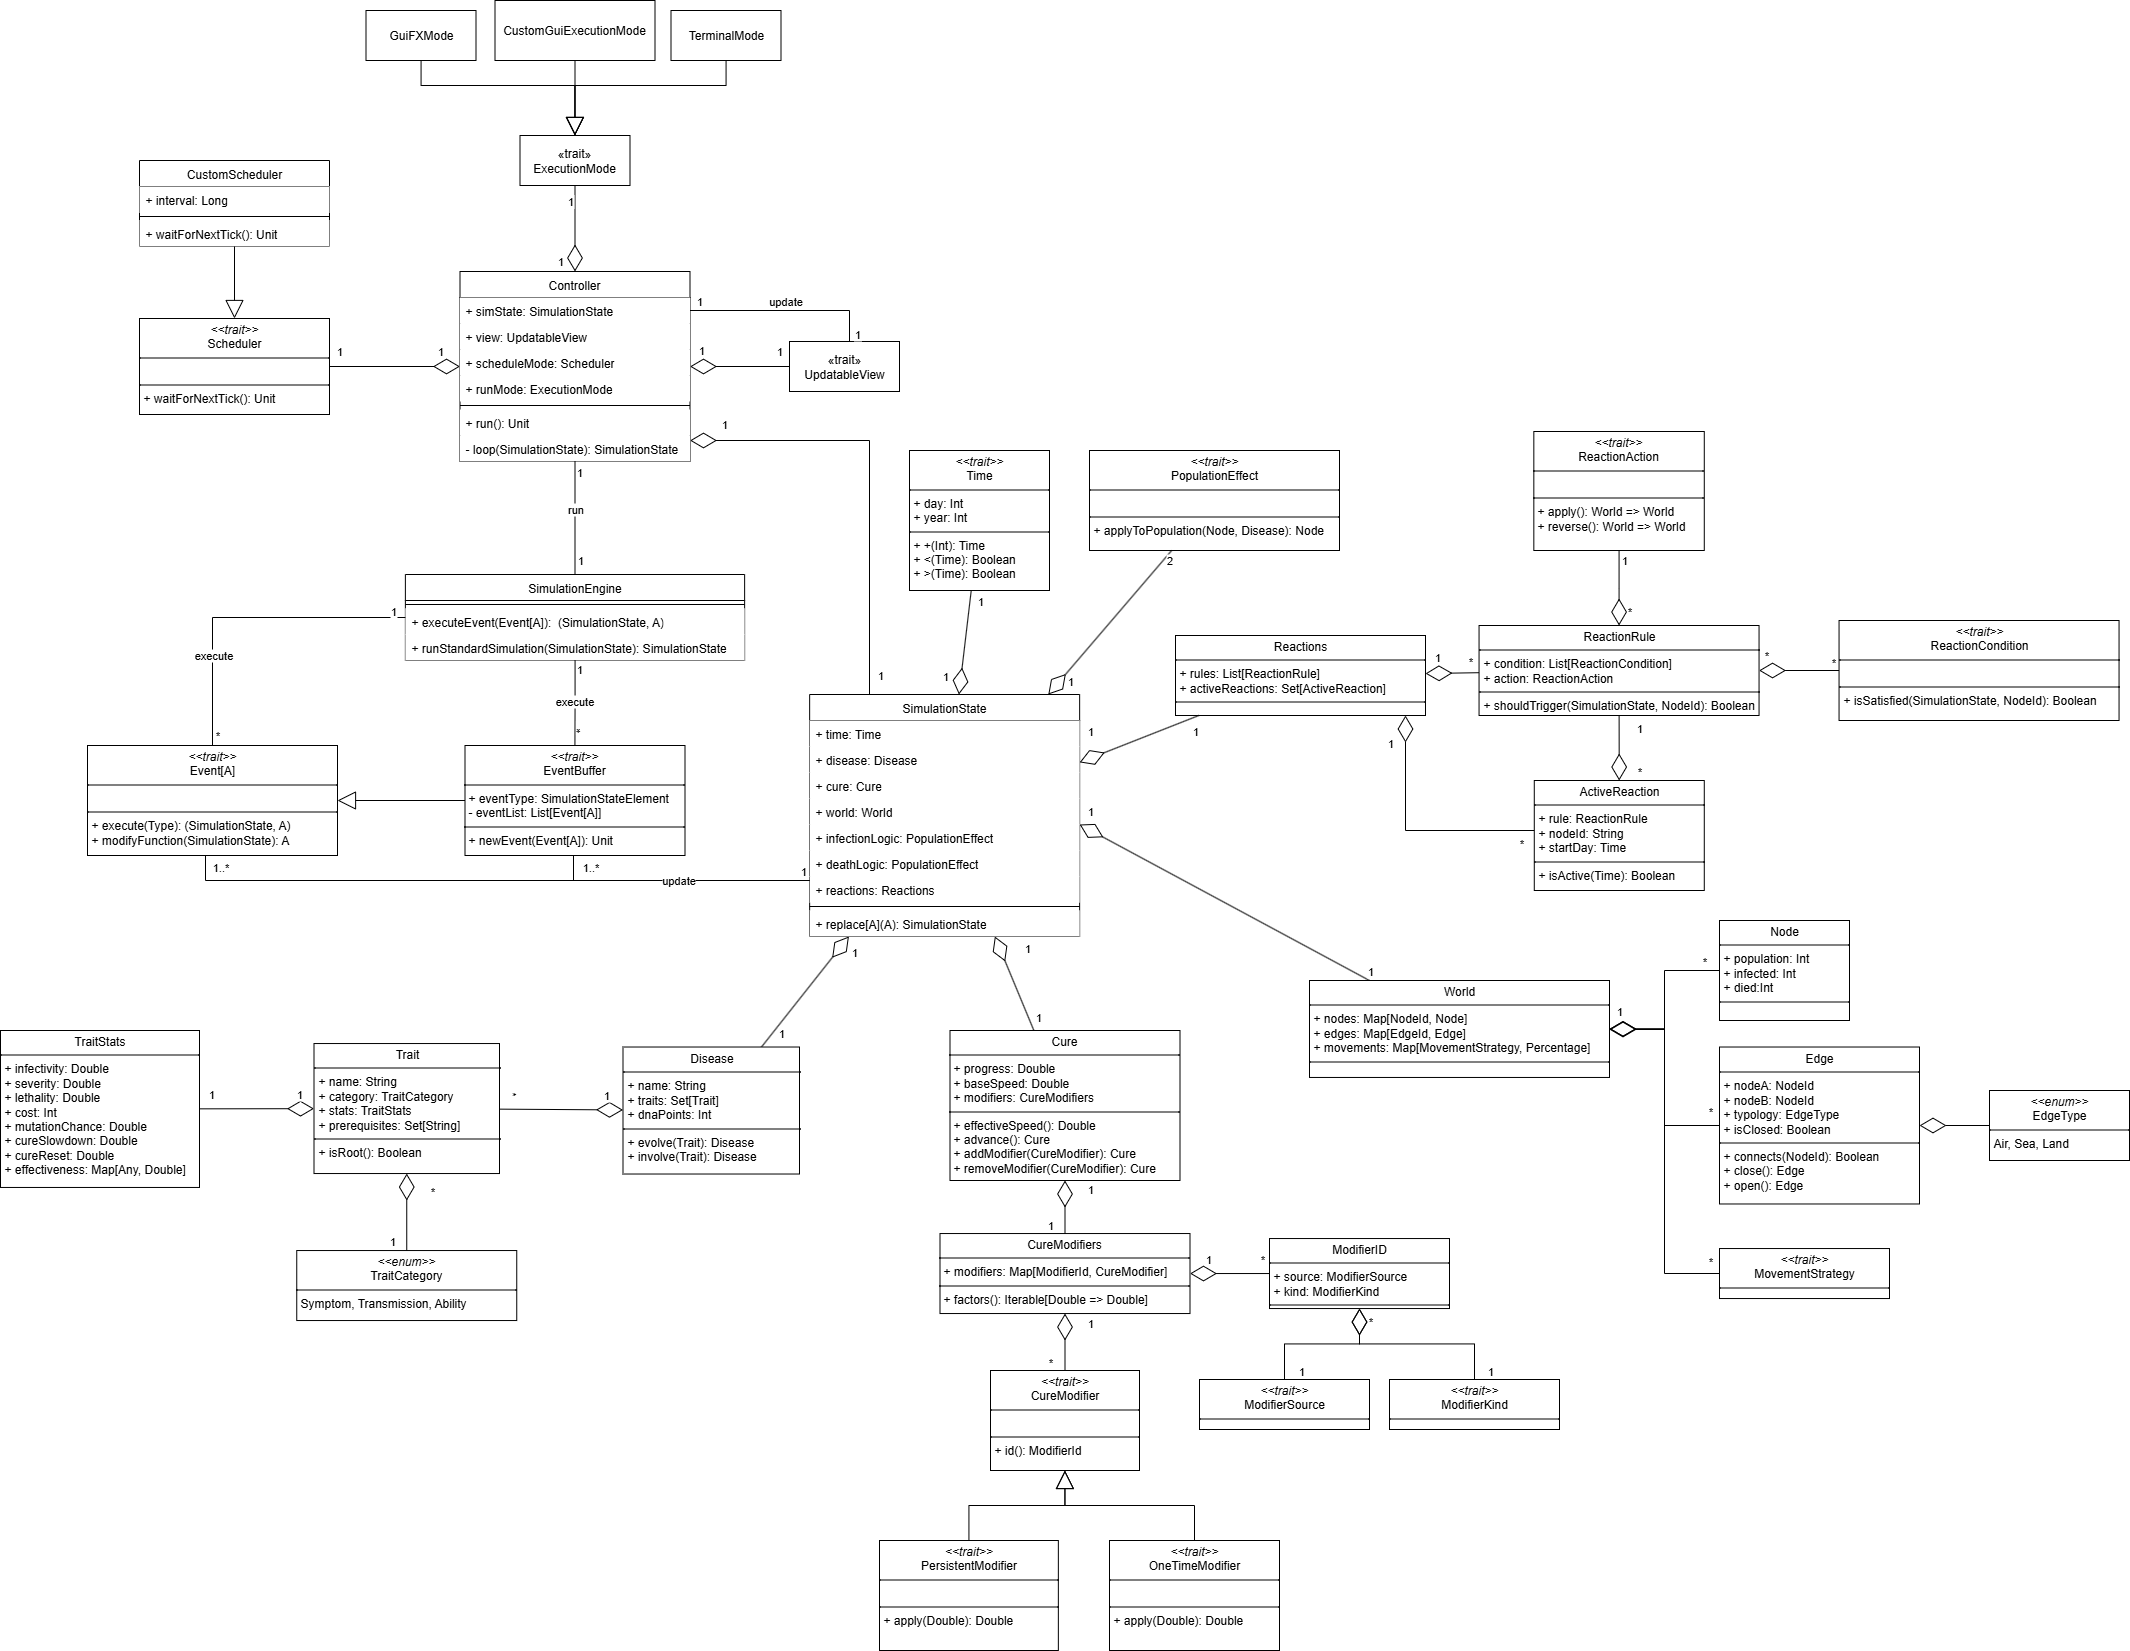 GuiFXMode
CustomGuiExecutionMode
TerminalMode
«trait»
ExecutionMode
1
1
CustomScheduler
+ interval: Long
+ waitForNextTick(): Unit
<<trait>>
Scheduler
+ waitForNextTick(): Unit
1
1
Controller
+ simState: SimulationState
+ view: UpdatableView
+ scheduleMode: Scheduler
+ runMode: ExecutionMode
+ run(): Unit
- loop(SimulationState): SimulationState
1
update
1
1
1
«trait»
UpdatableView
1
1
1
run
1
SimulationEngine
+ executeEvent(Event[A]): (SimulationState, A)
+ runStandardSimulation(SimulationState): SimulationState
1
execute
*
1
execute
*
<<trait>>
Event[A]
+ execute(Type): (SimulationState, A)
+ modifyFunction(SimulationState): A
<<trait>>
EventBuffer
+ eventType: SimulationStateElement
- eventList: List[Event[A]]
+ newEvent(Event[A]): Unit
1..*
1..*
update
1
<<trait>>
Time
+ day: Int
+ year: Int
+ +(Int): Time
+ <(Time): Boolean
+ >(Time): Boolean
1
1
<<trait>>
PopulationEffect
+ applyToPopulation(Node, Disease): Node
2
1
SimulationState
+ time: Time
+ disease: Disease
+ cure: Cure
+ world: World
+ infectionLogic: PopulationEffect
+ deathLogic: PopulationEffect
+ reactions: Reactions
+ replace[A](A): SimulationState
<<trait>>
ReactionAction
+ apply(): World => World
+ reverse(): World => World
1
*
Reactions
+ rules: List[ReactionRule]
+ activeReactions: Set[ActiveReaction]
1
1
1
*
ReactionRule
+ condition: List[ReactionCondition]
+ action: ReactionAction
+ shouldTrigger(SimulationState, NodeId): Boolean
*
*
<<trait>>
ReactionCondition
+ isSatisfied(SimulationState, NodeId): Boolean
1
*
1
*
ActiveReaction
+ rule: ReactionRule
+ nodeId: String
+ startDay: Time
+ isActive(Time): Boolean
1
1
World
+ nodes: Map[NodeId, Node]
+ edges: Map[EdgeId, Edge]
+ movements: Map[MovementStrategy, Percentage]
1
*
Node
+ population: Int
+ infected: Int
+ died:Int
*
Edge
+ nodeA: NodeId
+ nodeB: NodeId
+ typology: EdgeType
+ isClosed: Boolean
+ connects(NodeId): Boolean
+ close(): Edge
+ open(): Edge
<<enum>>
EdgeType
Air, Sea, Land
*
<<trait>>
MovementStrategy
1
1
1
1
TraitStats
+ infectivity: Double
+ severity: Double
+ lethality: Double
+ cost: Int
+ mutationChance: Double
+ cureSlowdown: Double
+ cureReset: Double
+ effectiveness: Map[Any, Double]
1
1
Trait
+ name: String
+ category: TraitCategory
+ stats: TraitStats
+ prerequisites: Set[String]
+ isRoot(): Boolean
*
1
Disease
+ name: String
+ traits: Set[Trait]
+ dnaPoints: Int
+ evolve(Trait): Disease
+ involve(Trait): Disease
*
1
<<enum>>
TraitCategory
Symptom, Transmission, Ability
Cure
+ progress: Double
+ baseSpeed: Double
+ modifiers: CureModifiers
+ effectiveSpeed(): Double
+ advance(): Cure
+ addModifier(CureModifier): Cure
+ removeModifier(CureModifier): Cure
1
1
CureModifiers
+ modifiers: Map[ModifierId, CureModifier]
+ factors(): Iterable[Double => Double]
1
*
ModifierID
+ source: ModifierSource
+ kind: ModifierKind
*
1
1
<<trait>>
ModifierSource
<<trait>>
ModifierKind
1
*
<<trait>>
CureModifier
+ id(): ModifierId
<<trait>>
PersistentModifier
+ apply(Double): Double
<<trait>>
OneTimeModifier
+ apply(Double): Double